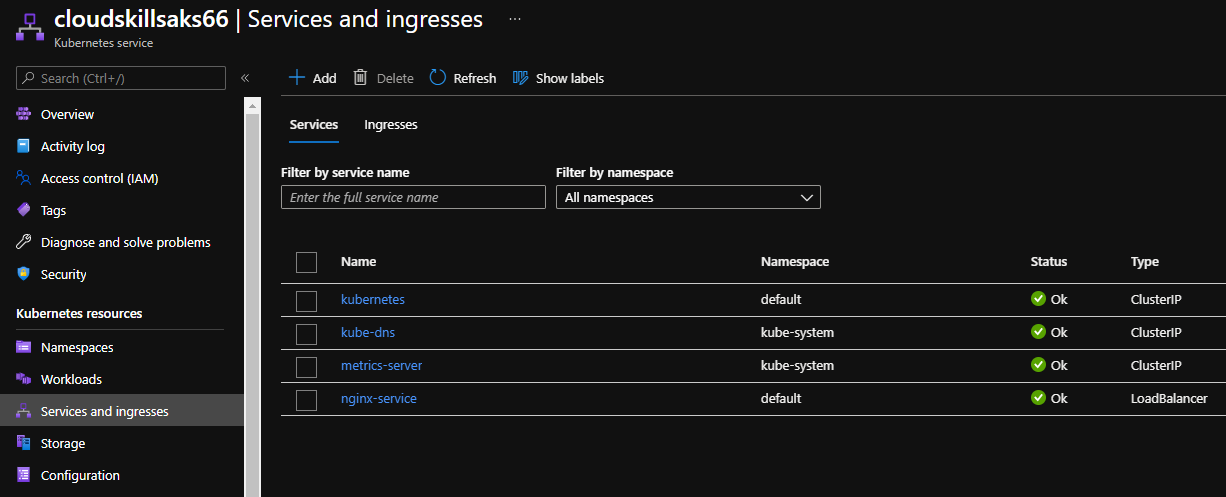 cloudskillsaks66 | Services and ingresses ...
Kubernetes service
Search (Ctrl+/) «
Overview
Activity log
Access control (IAM)
Tags
Diagnose and solve problems
Security
Kubernetes resources
Namespaces
Workloads
Services and ingresses
Storage
Configuration
Add Delete Refresh Show labels
Services Ingresses
Filter by service name Filter by namespace
Enter the full service name All namespaces
Name Namespace Status Type
kubernetes default Ok ClusterIP
kube-dns kube-system Ok ClusterIP
metrics-server kube-system Ok ClusterIP
nginx-service default Ok LoadBalancer